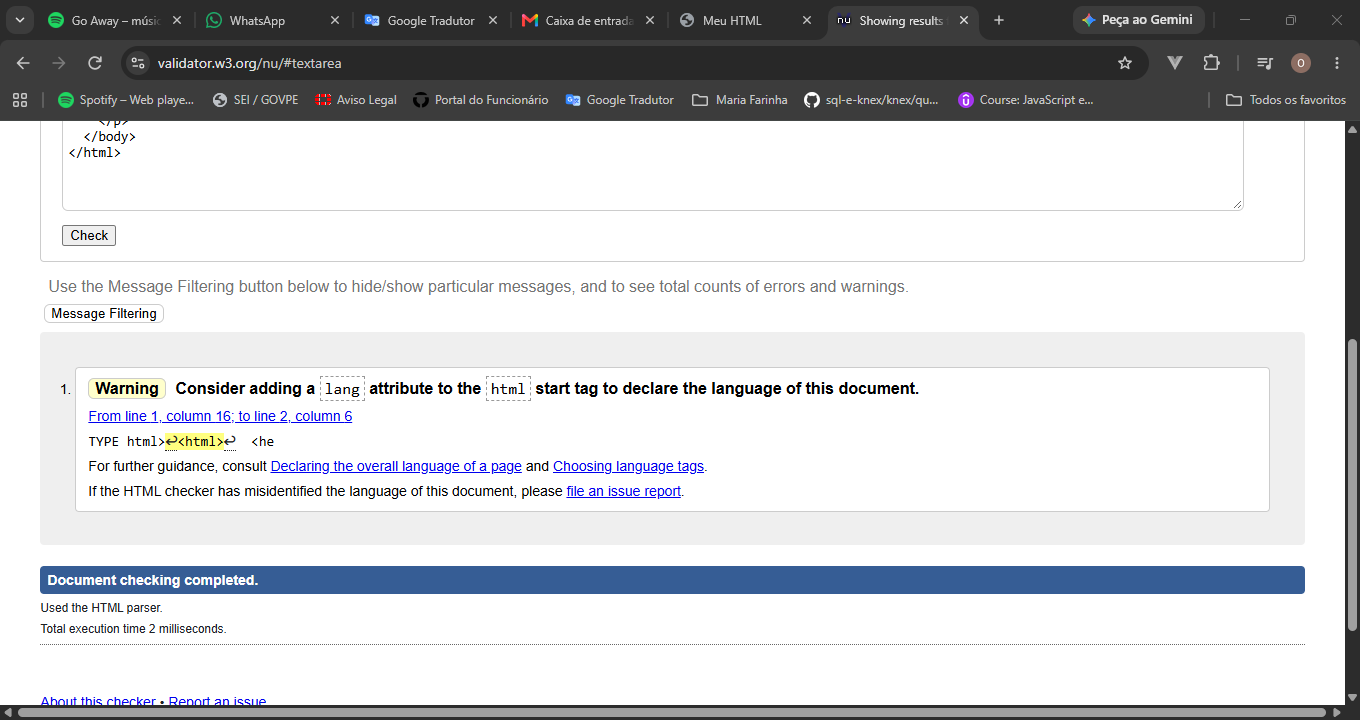 Go Away – músic
WhatsApp
Google Tradutor
Caixa de entrada
Meu HTML
nu Showing results
Peça ao Gemini
validator.w3.org/nu/#textarea
O
Spotify – Web playe...
SEI / GOVPE
Aviso Legal
Portal do Funcionário
Google Tradutor
Maria Farinha
sql-e-knex/knex/qu...
Course: JavaScript e...
Todos os favoritos
</p>
</body>
</html>
Check
Use the Message Filtering button below to hide/show particular messages, and to see total counts of errors and warnings.
Message Filtering
1. Warning Consider adding a lang attribute to the html start tag to declare the language of this document.
From line 1, column 16; to line 2, column 6
TYPE html>↩<html>↩  <he
For further guidance, consult Declaring the overall language of a page and Choosing language tags.
If the HTML checker has misidentified the language of this document, please file an issue report.
Document checking completed.
Used the HTML parser.
Total execution time 2 milliseconds.
About this checker • Report an issue